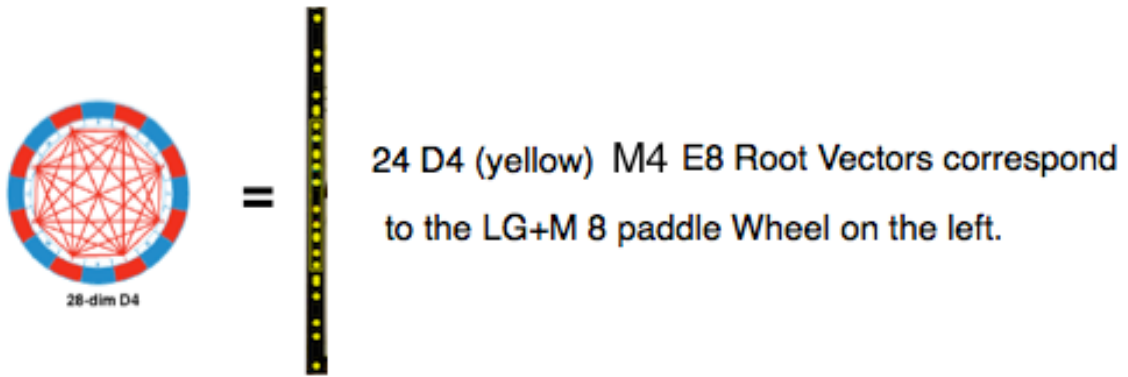 24 D4 (yellow) M4 E8 Root Vectors correspond
=
to the LG+M 8 paddle Wheel on the left.
28-dim D4